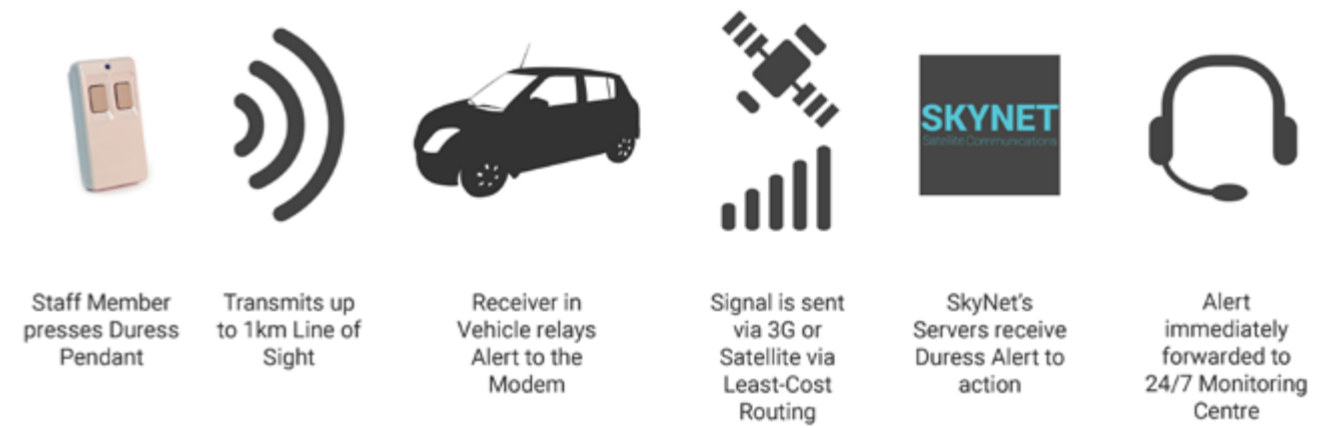 SKYNET
Satellite Communications
Staff Member
presses Duress
Pendant
Transmits up
to 1km Line of
Sight
Receiver in
Vehicle relays
Alert to the
Modem
Signal is sent
via 3G or
Satellite via
Least-Cost
Routing
SkyNet's
Servers receive
Duress Alert to
action
Alert
immediately
forwarded to
24/7 Monitoring
Centre